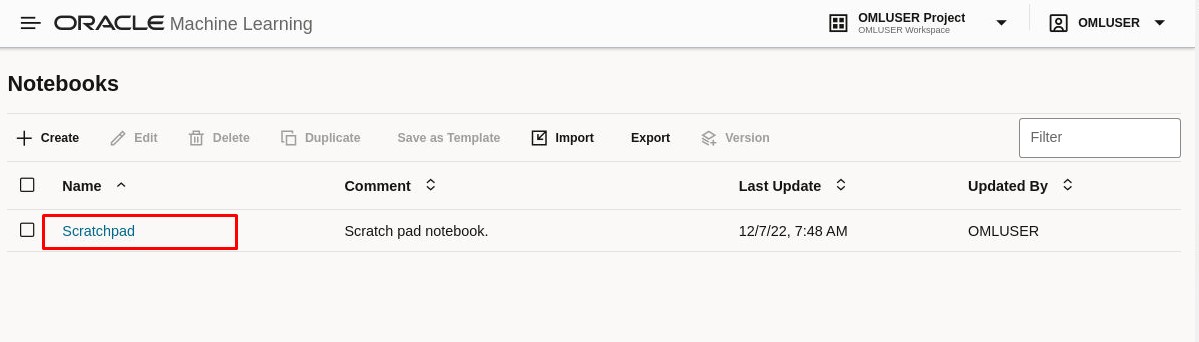 ORACLE Machine Learning
OMLUSER Project
OMLUSER Workspace
OMLUSER
Notebooks
Create Edit Delete Duplicate Save as Template Import Export Version Filter
Name Comment Last Update Updated By
Scratchpad Scratch pad notebook. 12/7/22, 7:48 AM OMLUSER